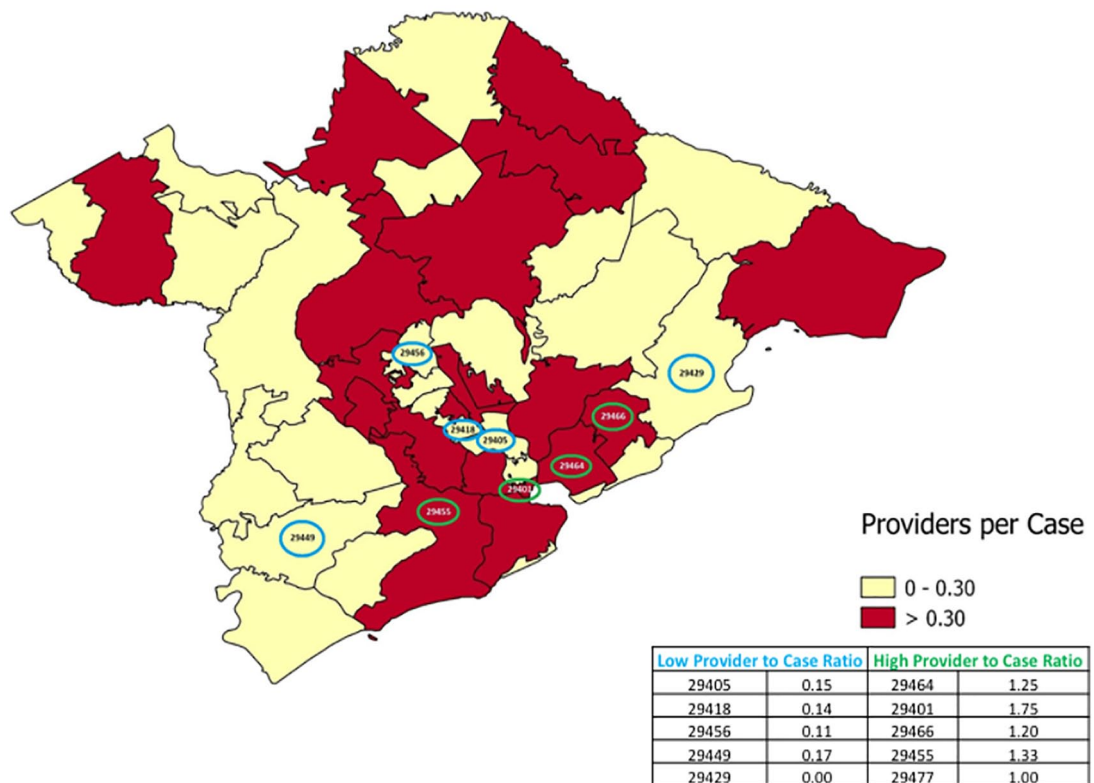 29456
29429
29466
29418
29405
29464
29401
29455
29449
Providers per Case
0 - 0.30
> 0.30
Low Provider to Case Ratio High Provider to Case Ratio
29405 0.15 29464 1.25
29418 0.14 29401 1.75
29456 0.11 29466 1.20
29449 0.17 29455 1.33
29429 0.00 29477 1.00